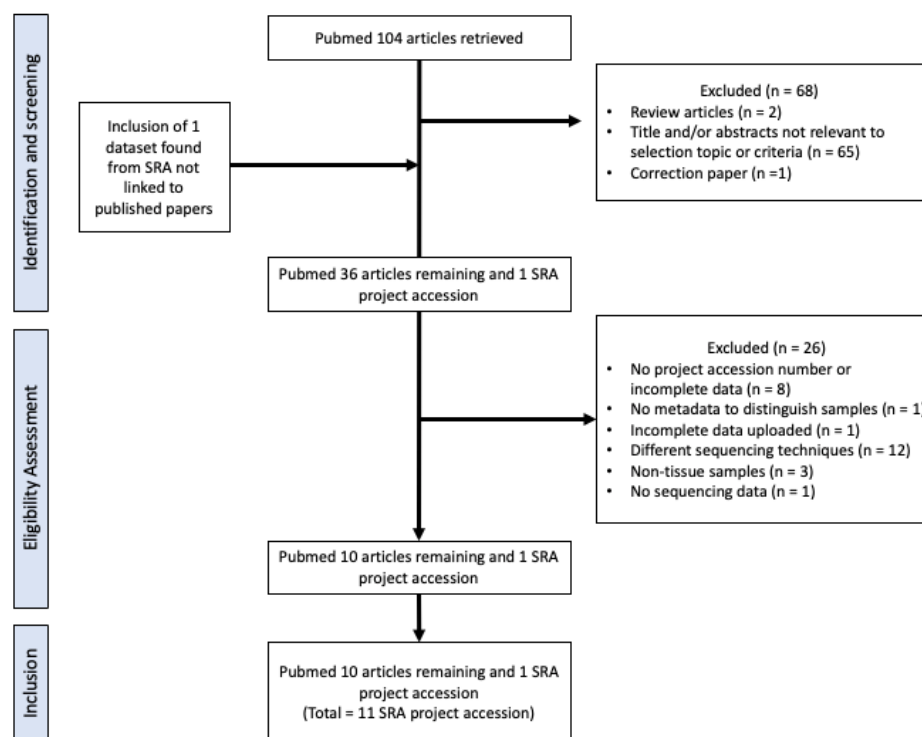 Identification and screening
Pubmed 104 articles retrieved
Excluded (n = 68)
• Review articles (n = 2)
• Title and/or abstracts not relevant to
selection topic or criteria (n = 65)
• Correction paper (n =1)
Inclusion of 1
dataset found
from SRA not
linked to
published papers
Pubmed 36 articles remaining and 1 SRA
project accession
Eligibility Assessment
Excluded (n = 26)
• No project accession number or
incomplete data (n = 8)
• No metadata to distinguish samples (n = 1)
• Incomplete data uploaded (n = 1)
• Different sequencing techniques (n = 12)
• Non-tissue samples (n = 3)
• No sequencing data (n = 1)
Pubmed 10 articles remaining and 1 SRA
project accession
Inclusion
Pubmed 10 articles remaining and 1 SRA
project accession
(Total = 11 SRA project accession)